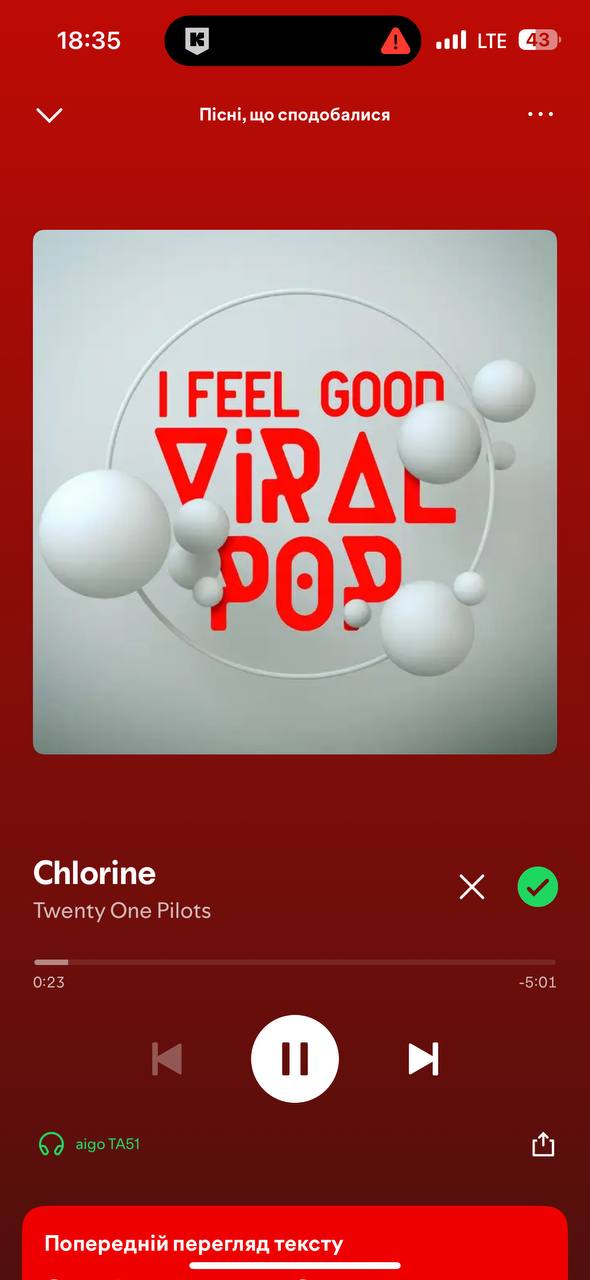 18:35
K
!
LTE
43
Пісні, що сподобалися
I FEEL GOOD
ViRAL
POP
Chlorine
Twenty One Pilots
0:23
-5:01
aigo TA51
Попередній перегляд тексту